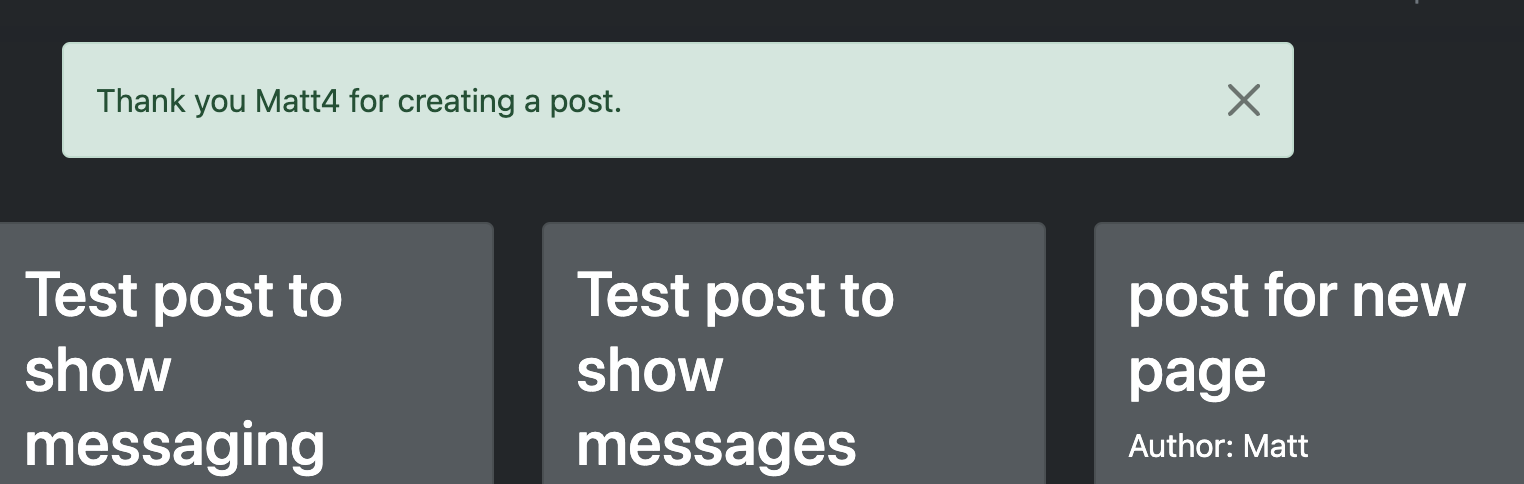 Thank you Matt4 for creating a post.
Test post to
show
messaging
Test post to
show
messages
post for new
page
Author: Matt